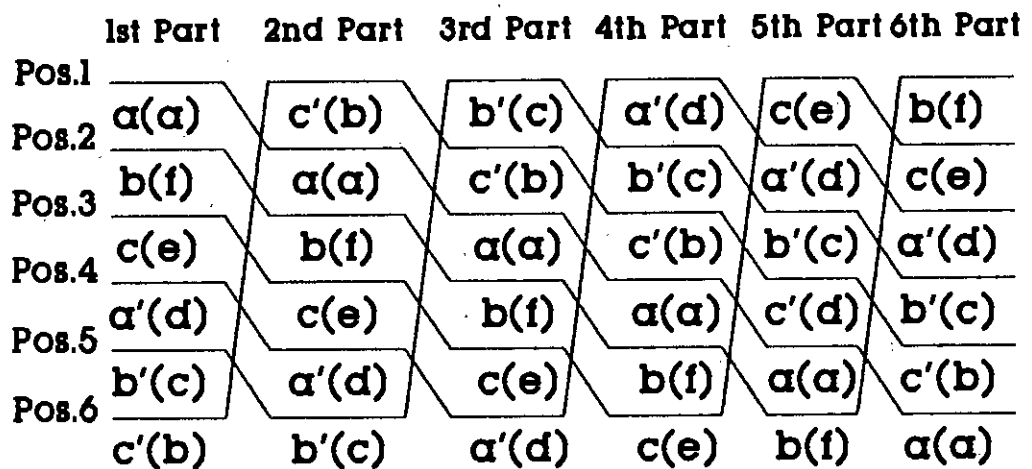 1st Part 2nd Part 3rd Part 4th Part 5th Part 6th Part
Pos.1
a(a) c'(b) b'(c) a'(d) c(e) b(f)
Pos.2
b(f) a(a) c'(b) b'(c) a'(d) c(e)
Pos.3
c(e) b(f) a(a) c'(b) b'(c) a'(d)
Pos.4
a'(d) c(e) b(f) a(a) c'(d) b'(c)
Pos.5
b'(c) a'(d) c(e) b(f) a(a) c'(b)
Pos.6
c'(b) b'(c) a'(d) c(e) b(f) a(a)